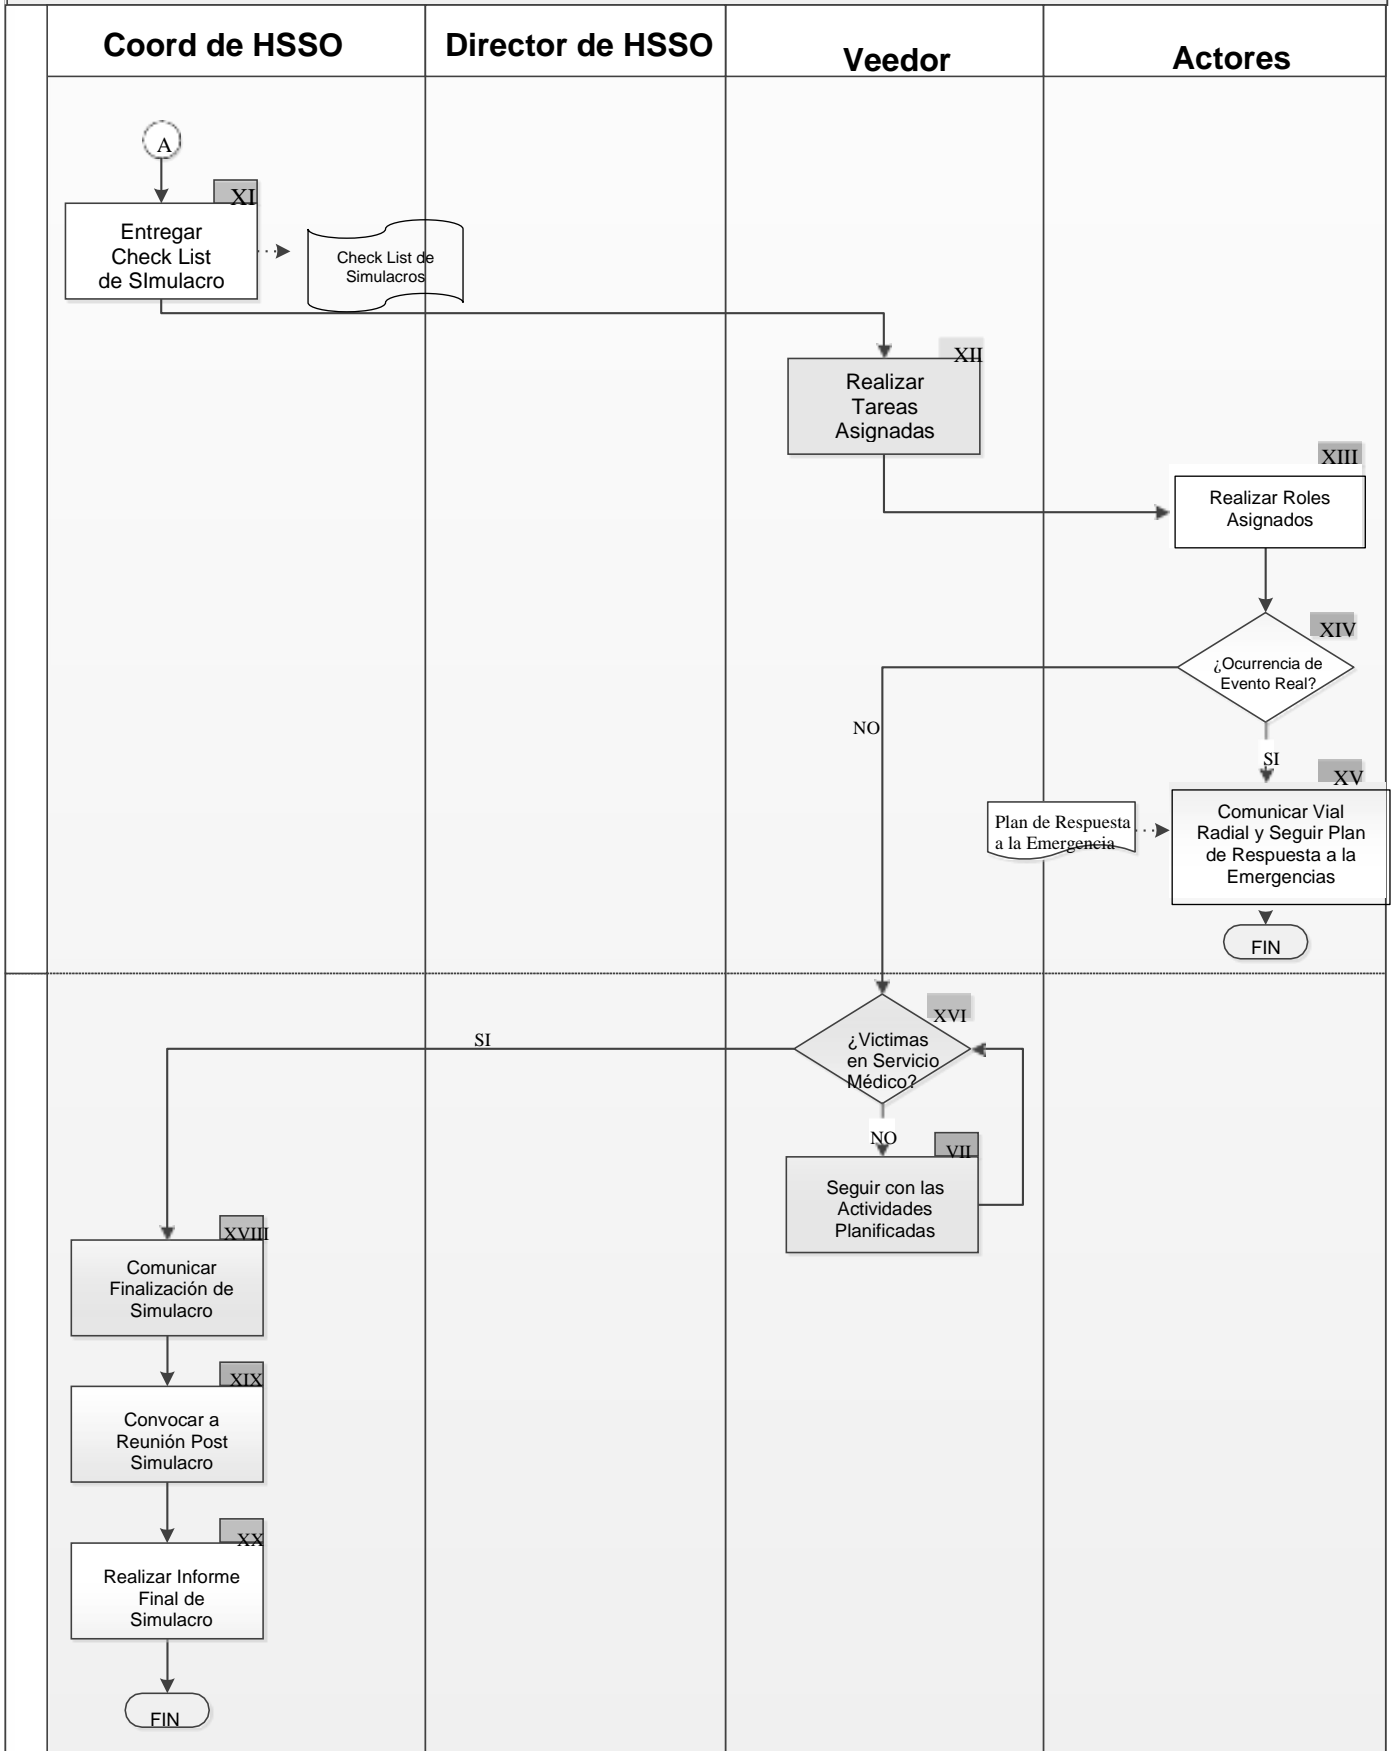 Coord de HSSO
Director de HSSO
Veedor
Actores
A
XI
Entregar
Check List
de SImulacro
Check List de
Simulacros
XII
Realizar
Tareas
Asignadas
XIII
Realizar Roles
Asignados
XIV
¿Ocurrencia de
Evento Real?
NO
SI
XV
Comunicar Vial
Radial y Seguir Plan
de Respuesta a la
Emergencias
Plan de Respuesta
a la Emergencia
FIN
XVI
¿Victimas
en Servicio
Médico?
SI
NO
VII
Seguir con las
Actividades
Planificadas
XVIII
Comunicar
Finalización de
Simulacro
XIX
Convocar a
Reunión Post
Simulacro
XX
Realizar Informe
Final de
Simulacro
FIN